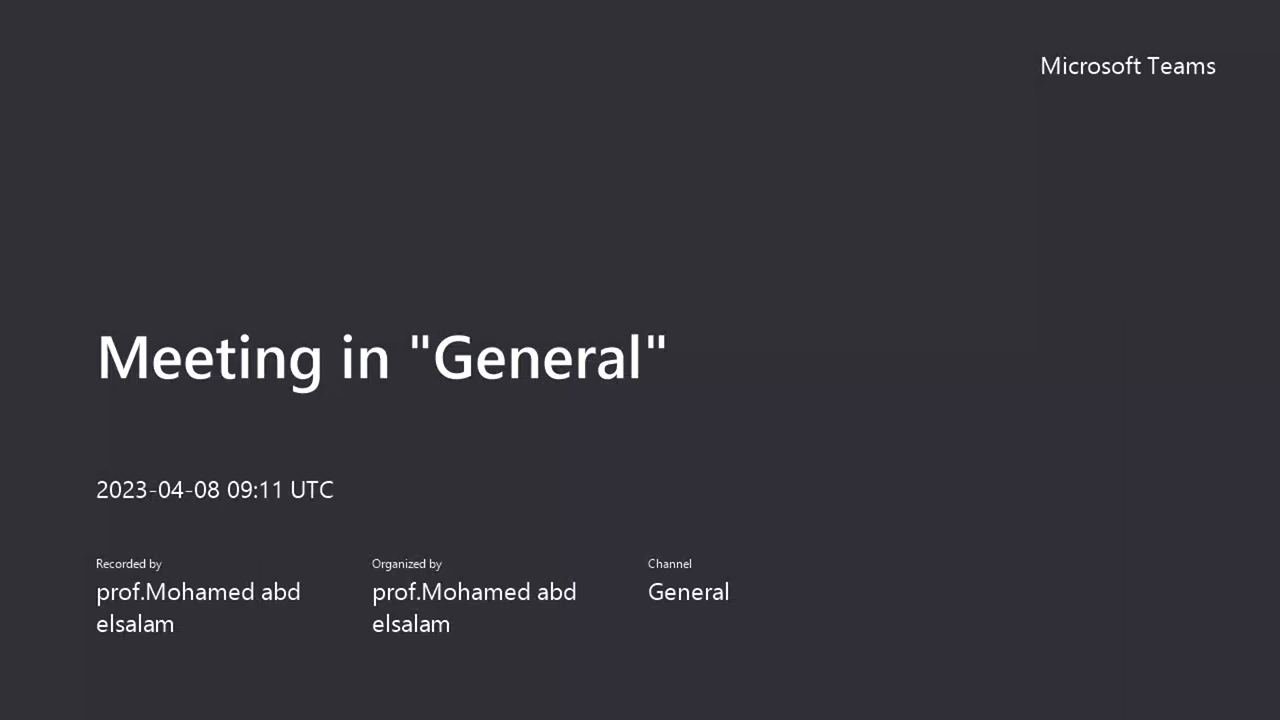 Microsoft Teams
Meeting in "General"
2023-04-08 09:11 UTC
Recorded by
prof.Mohamed abd
elsalam
Organized by
prof.Mohamed abd
elsalam
Channel
General